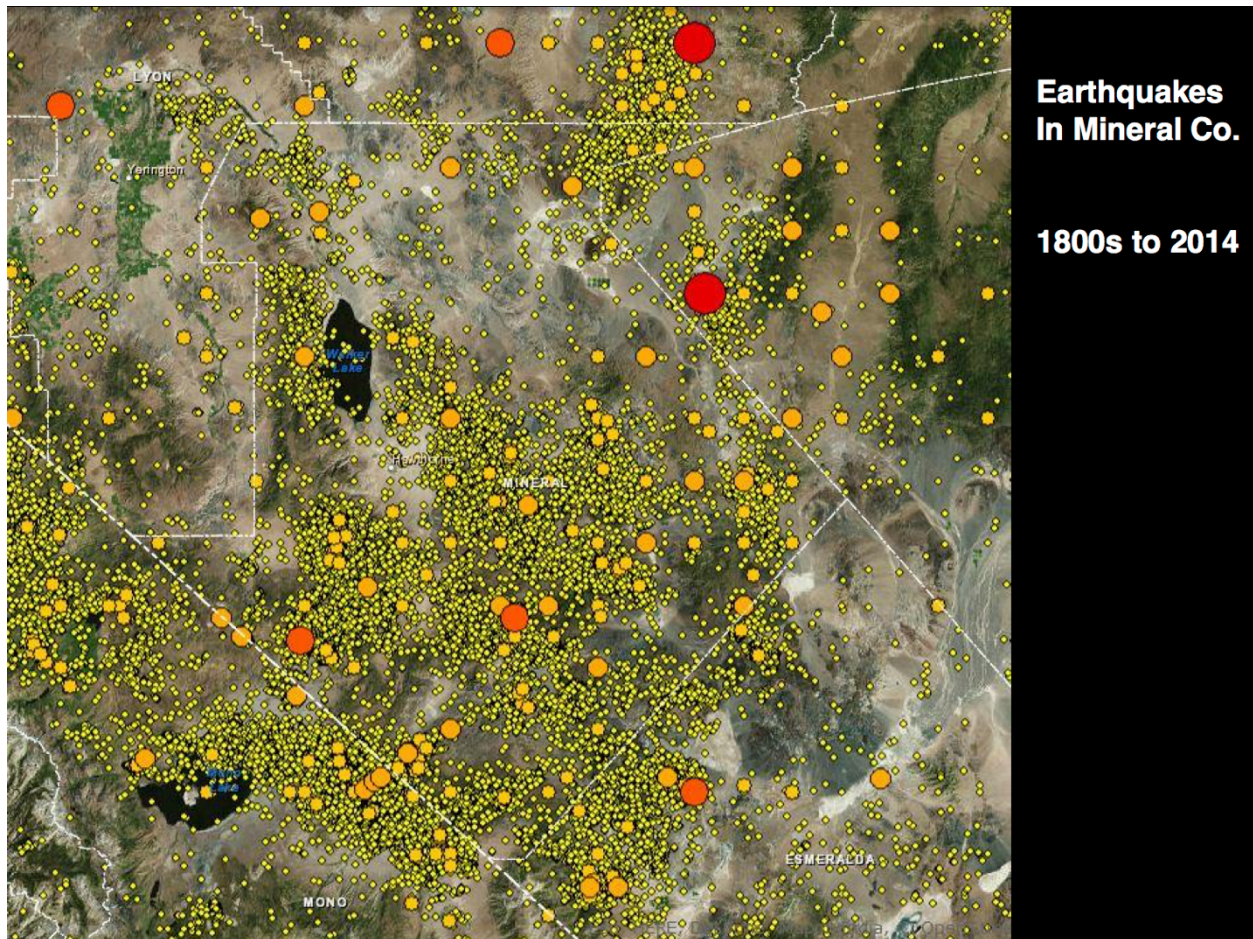 LYON
Earthquakes
In Mineral Co.
Yerington
1800s to 2014
Walker
Lake
Hawthorne
MINERAL
Mono
Lake
ESMERALDA
MONO